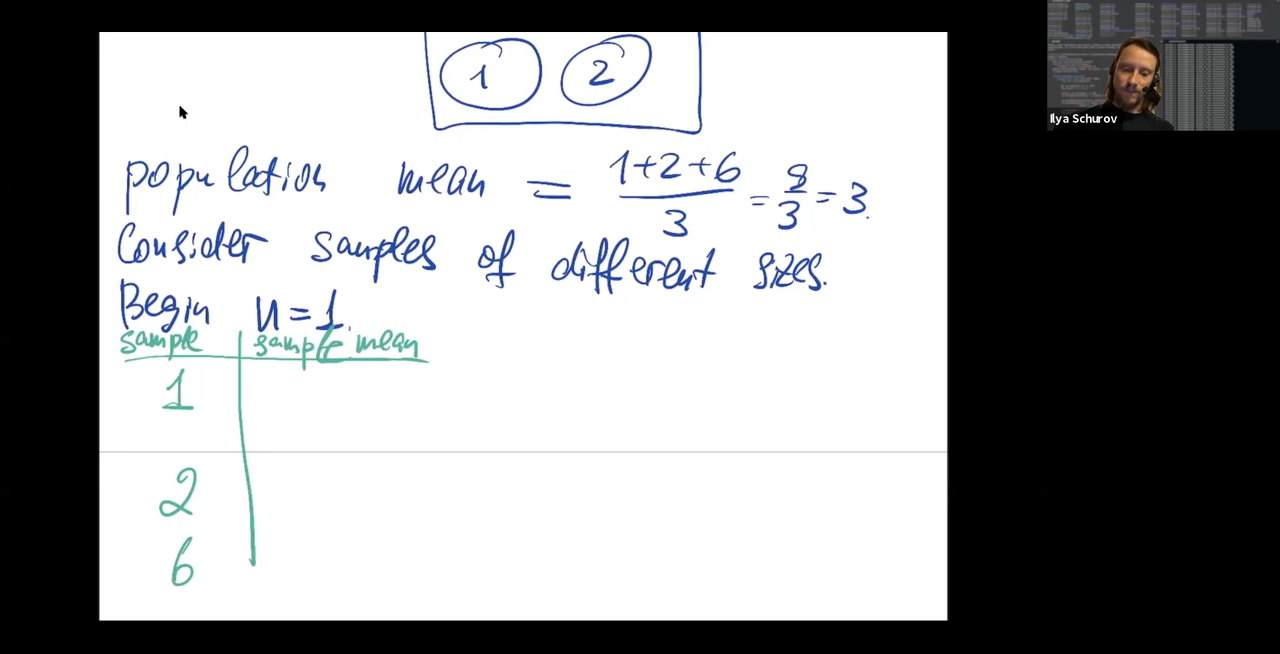 1 2
Ilya Schurov
population mean = 1+2+6/3 = 8/3 = 3.
Consider samples of different sizes.
Begin n=1.
sample sample mean
1
2
6